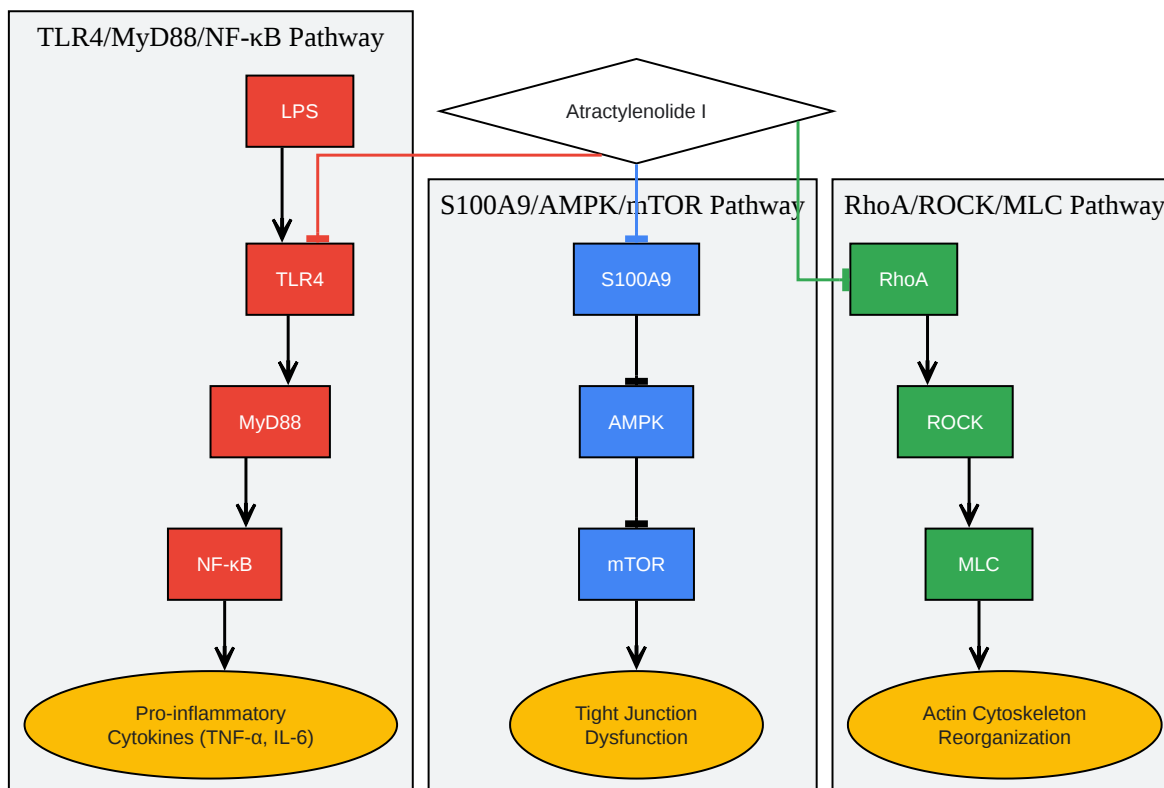 TLR4/MyD88/NF-κB Pathway
LPS
TLR4
MyD88
NF-κB
Pro-inflammatory
Cytokines (TNF-α, IL-6)
Atractylenolide I
S100A9/AMPK/mTOR Pathway
S100A9
AMPK
mTOR
Tight Junction
Dysfunction
RhoA/ROCK/MLC Pathway
RhoA
ROCK
MLC
Actin Cytoskeleton
Reorganization